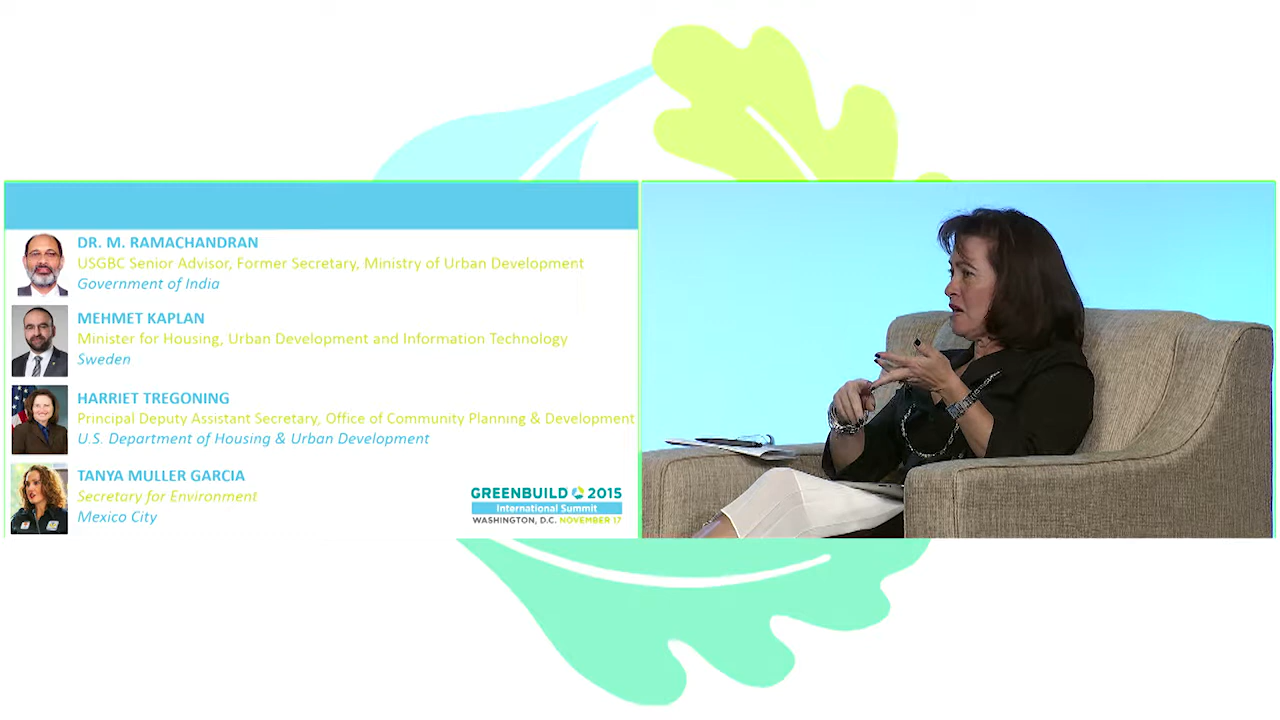 DR. M. RAMACHANDRAN
USGBC Senior Advisor, Former Secretary, Ministry of Urban Development
Government of India
MEHMET KAPLAN
Minister for Housing, Urban Development and Information Technology
Sweden
HARRIET TREGONING
Principal Deputy Assistant Secretary, Office of Community Planning & Development
U.S. Department of Housing & Urban Development
TANYA MULLER GARCIA
Secretary for Environment
Mexico City
GREENBUILD 2015
International Summit
WASHINGTON, D.C. NOVEMBER 17